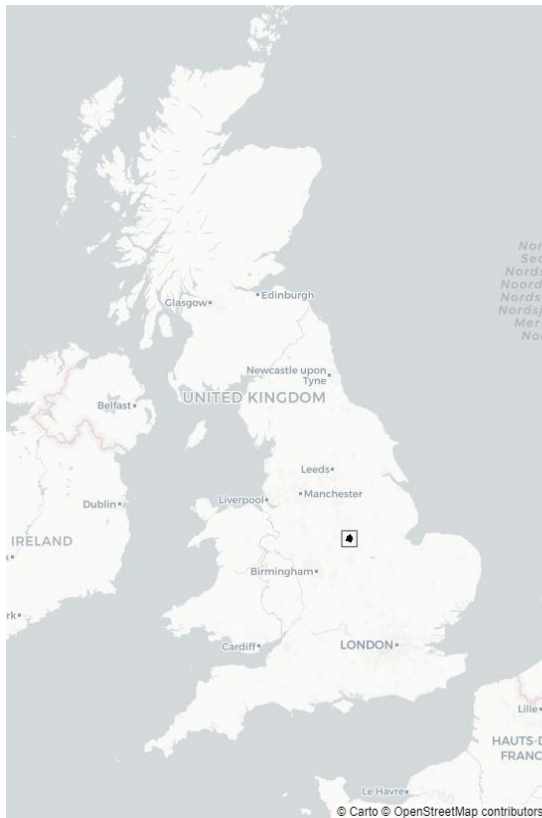 Nor
Sea
Nords
Noord
Nords
Nordsj
Mer
No
Glasgow
Edinburgh
Newcastle upon
Tyne
UNITED KINGDOM
Belfast
Leeds
Liverpool
Manchester
Dublin
IRELAND
k
Birmingham
rk
Cardiff
LONDON
Lille
HAUTS-D
FRANC
Le Havre
© Carto © OpenStreetMap contributors